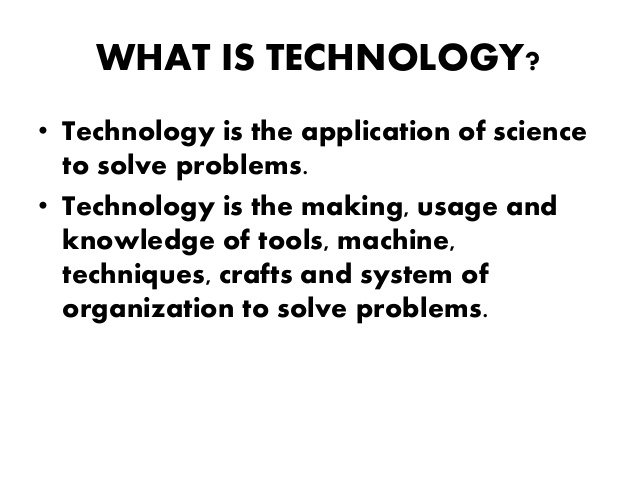 WHAT IS TECHNOLOGY?
• Technology is the application of science
to solve problems.
• Technology is the making, usage and
knowledge of tools, machine,
techniques, crafts and system of
organization to solve problems.